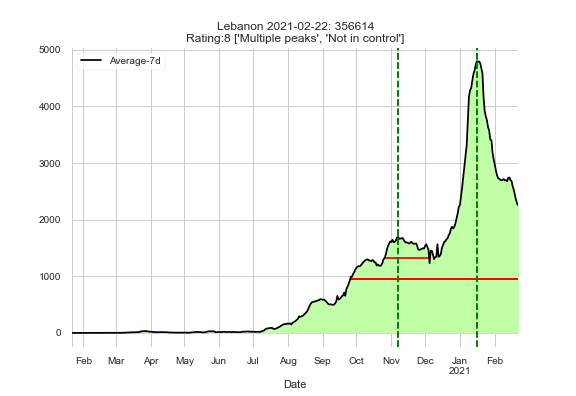 Lebanon 2021-02-22: 356614
Rating:8 ['Multiple peaks', 'Not in control']
Average-7d
5000
4000
3000
2000
1000
0
Feb Mar Apr May Jun Jul Aug Sep Oct Nov Dec Jan Feb
2021
Date